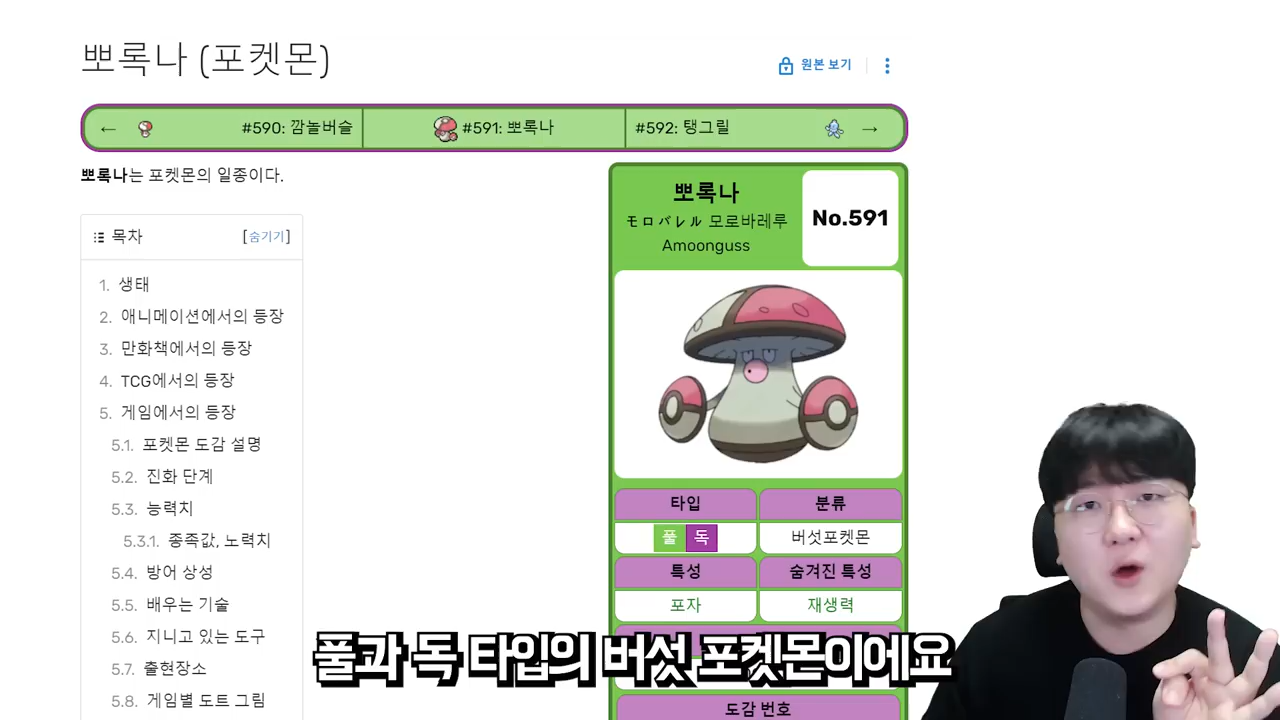 뽀록나 (포켓몬)
원본 보기
← #590: 깜놀버슬 #591: 뽀록나 #592: 탱그릴 →
뽀록나는 포켓몬의 일종이다.
목차 [숨기기]
1. 생태
2. 애니메이션에서의 등장
3. 만화책에서의 등장
4. TCG에서의 등장
5. 게임에서의 등장
5.1. 포켓몬 도감 설명
5.2. 진화 단계
5.3. 능력치
5.3.1. 종족값, 노력치
5.4. 방어 상성
5.5. 배우는 기술
5.6. 지니고 있는 도구
5.7. 출현장소
5.8. 게임별 도트 그림
뽀록나
モロバレル 모로바레루
Amoonguss
No.591
타입 분류
풀 독 버섯포켓몬
특성 숨겨진 특성
포자 재생력
풀과 독 타입의 버섯 포켓몬이에요
도감 번호